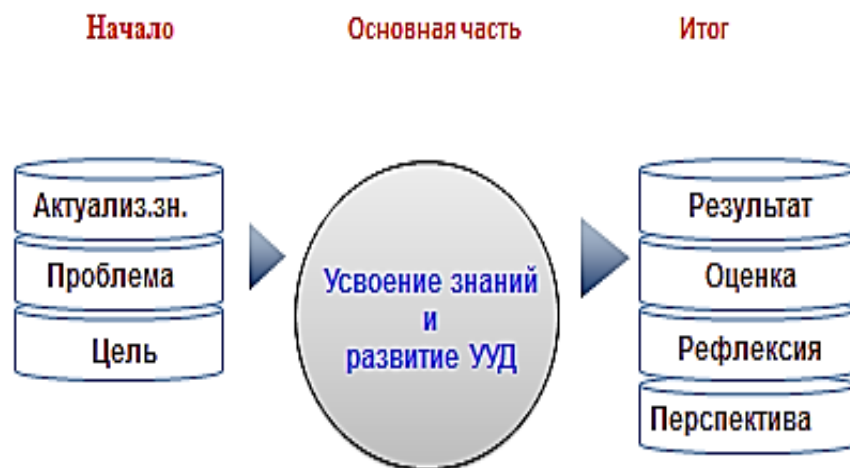 Начало
Основная часть
Итог
Актуализ.зн.
Проблема
Цель
Усвоение знаний
и
развитие УУД
Результат
Оценка
Рефлексия
Перспектива